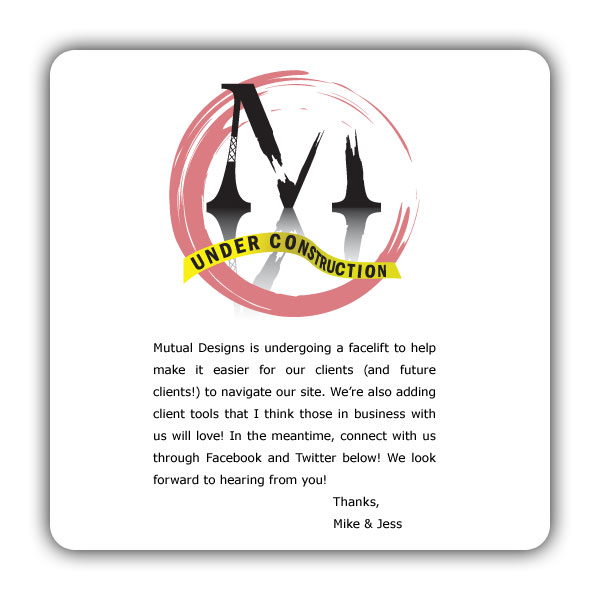 M
UNDER CONSTRUCTION
Mutual Designs is undergoing a facelift to help
make it easier for our clients (and future
clients!) to navigate our site. We’re also adding
client tools that I think those in business with
us will love! In the meantime, connect with us
through Facebook and Twitter below! We look
forward to hearing from you!
Thanks,
Mike & Jess